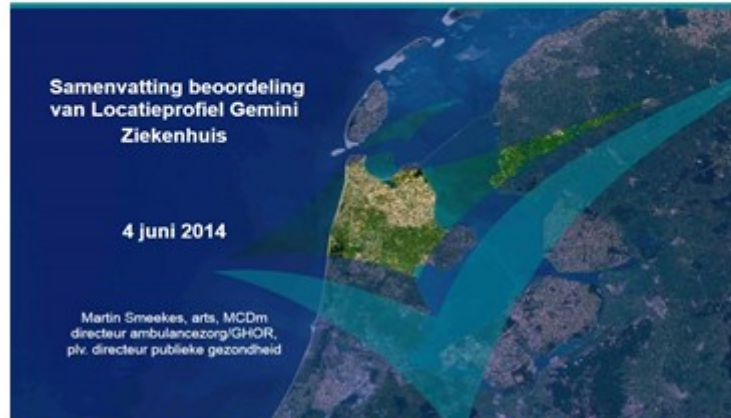 Samenvatting beoordeling
van Locatieprofiel Gemini
Ziekenhuis
4 juni 2014
Martin Smeekes, arts, MCDm
directeur ambulancezorg/GHOR,
plv. directeur publieke gezondheid